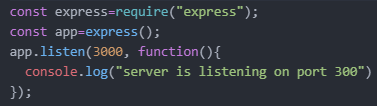 const express=require("express");
const app=express();
app.listen(3000, function(){
  console.log("server is listening on port 300")
});